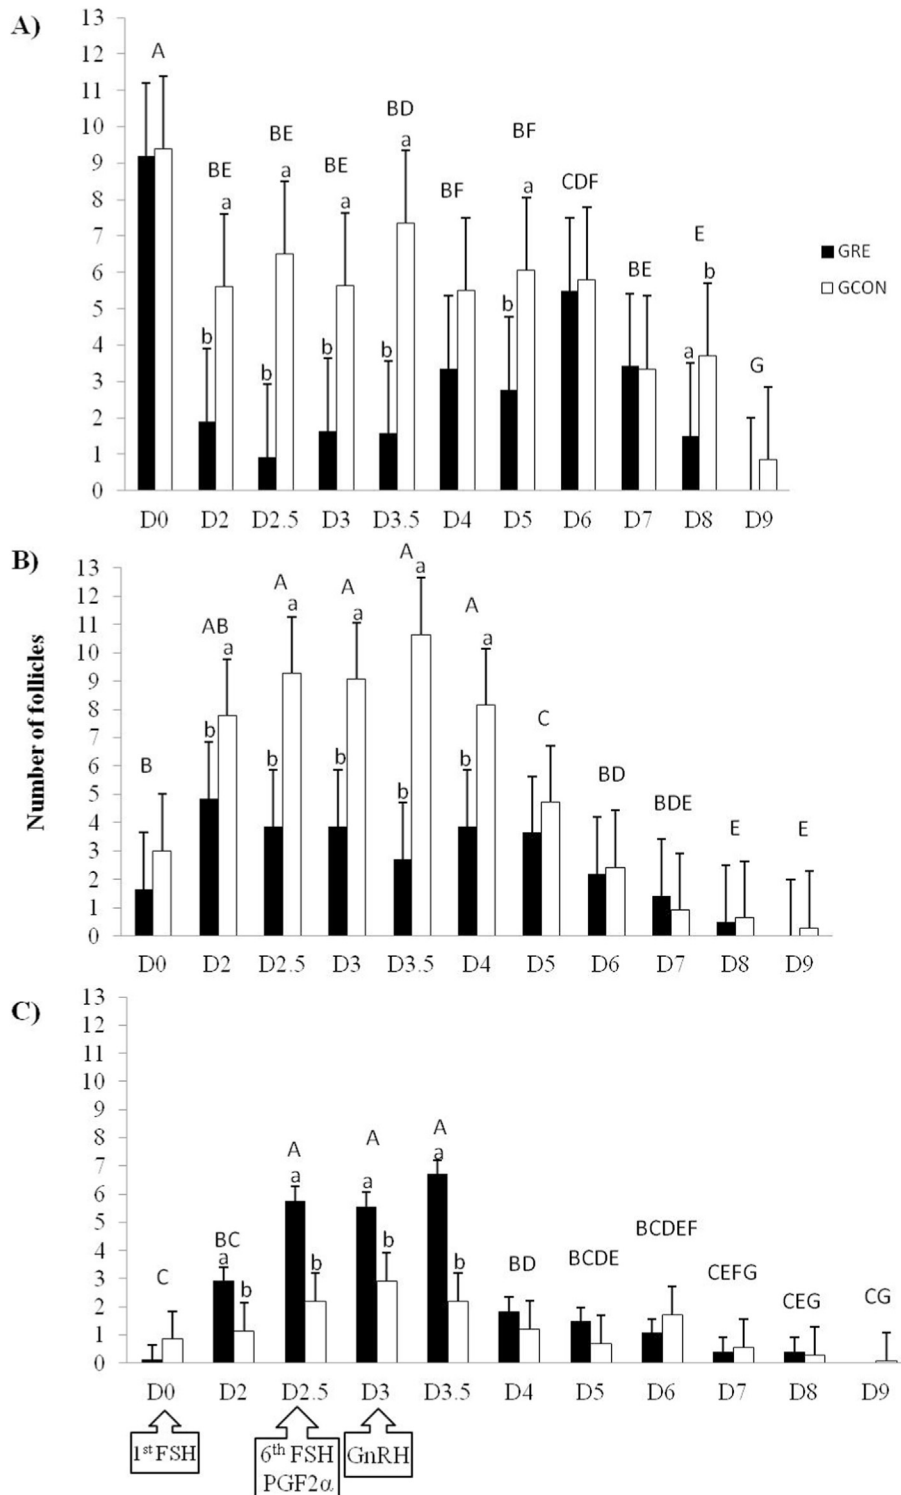 A)
13
12
11
10
9
8
7
6
5
4
3
2
1
0
A
BE
a
b
BE
a
b
BE
a
b
BD
a
b
BF
BF
a
b
CDF
BE
E
b
a
G
GRE
GCON
D0 D2 D2.5 D3 D3.5 D4 D5 D6 D7 D8 D9
B)
Number of follicles
13
12
11
10
9
8
7
6
5
4
3
2
1
0
B
AB
a
b
A
a
b
A
a
b
A
a
b
A
a
b
C
BD
BDE
E
E
D0 D2 D2.5 D3 D3.5 D4 D5 D6 D7 D8 D9
C)
13
12
11
10
9
8
7
6
5
4
3
2
1
0
C
BC
a
b
A
a
b
A
a
b
A
a
b
BD
BCDE
BCDEF
CEFG
CEG
CG
D0 D2 D2.5 D3 D3.5 D4 D5 D6 D7 D8 D9
1st FSH
6th FSH
PGF2α
GnRH